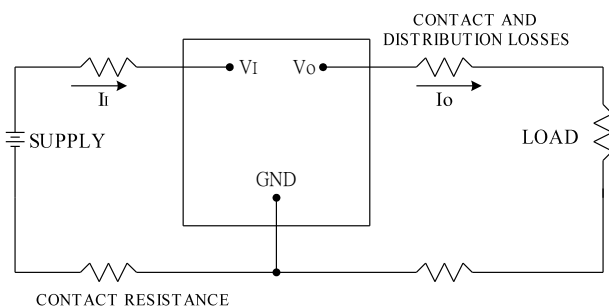 CONTACT AND
DISTRIBUTION LOSSES
VI
VO
II
IO
SUPPLY
LOAD
GND
CONTACT RESISTANCE